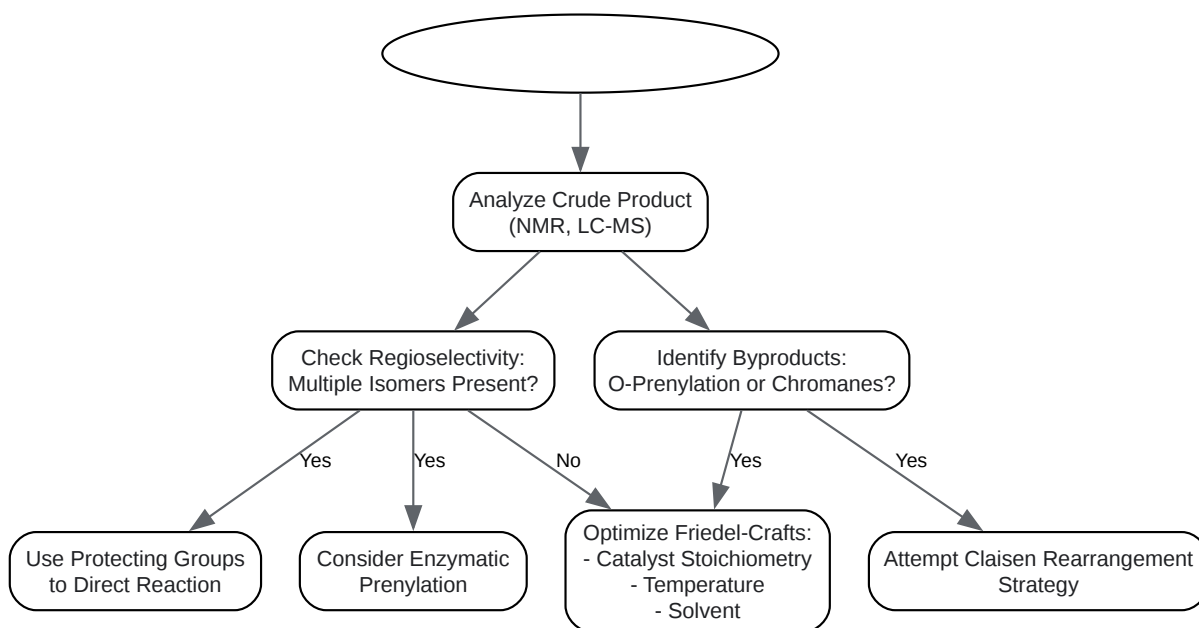 Analyze Crude Product
(NMR, LC-MS)
Check Regioselectivity:
Multiple Isomers Present?
Identify Byproducts:
O-Prenylation or Chromanes?
Yes
Yes
No
Yes
Yes
Use Protecting Groups
to Direct Reaction
Consider Enzymatic
Prenylation
Optimize Friedel-Crafts:
- Catalyst Stoichiometry
- Temperature
- Solvent
Attempt Claisen Rearrangement
Strategy